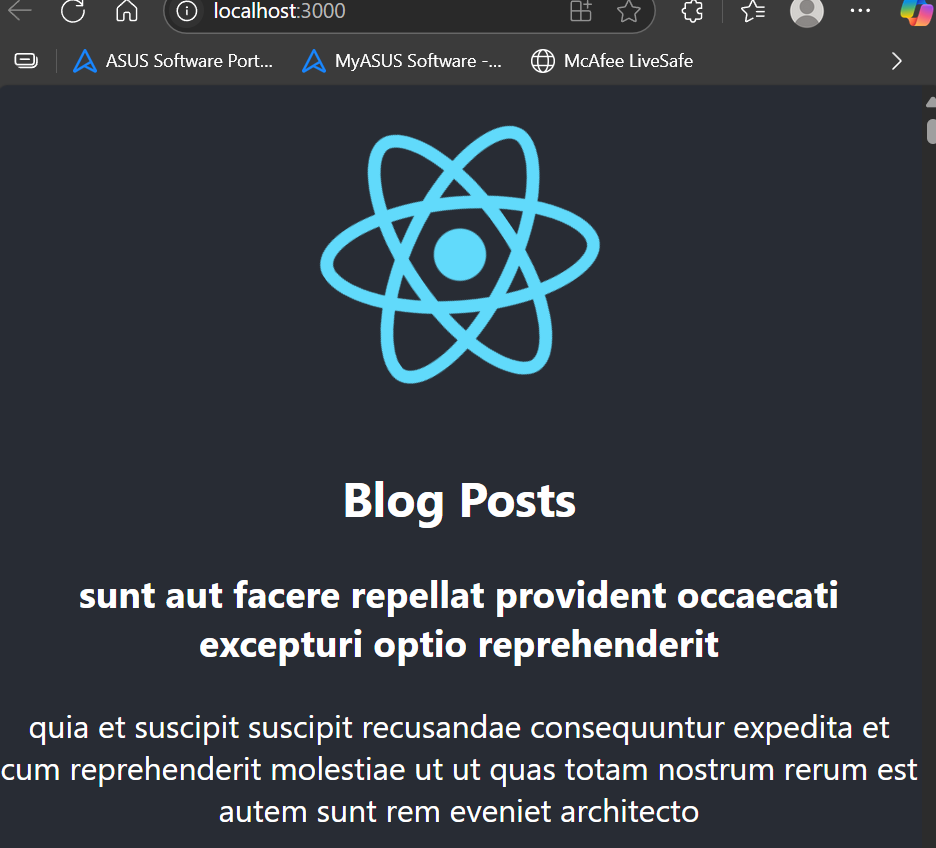 localhost:3000
ASUS Software Port... MyASUS Software -... McAfee LiveSafe
Blog Posts
sunt aut facere repellat provident occaecati
excepturi optio reprehenderit
quia et suscipit suscipit recusandae consequuntur expedita et
cum reprehenderit molestiae ut ut quas totam nostrum rerum est
autem sunt rem eveniet architecto